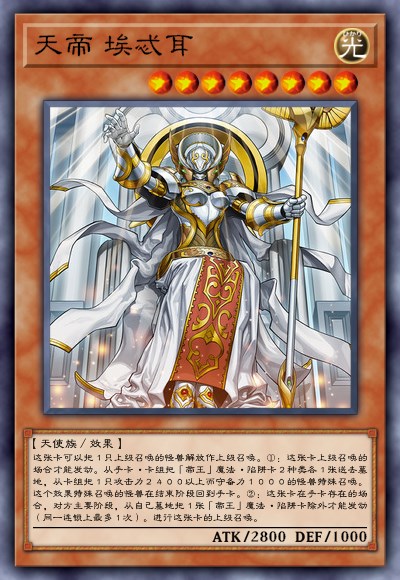 天帝 埃忒耳
ひかり
光
【天使族／效果】
这张卡可以把1只上级召唤的怪兽解放作上级召唤。①：这张卡上级召唤的
场合才能发动。从手卡·卡组把「帝王」魔法·陷阱卡2种类各1张送去墓
地，从卡组把1只攻击力2400以上而守备力1000的怪兽特殊召唤。
这个效果特殊召唤的怪兽在结束阶段回到手卡。②：这张卡在手卡存在的场
合，对方主要阶段，从自己墓地把1张「帝王」魔法·陷阱卡除外才能发动
（同一连锁上最多1次）。进行这张卡的上级召唤。
ATK/2800 DEF/1000